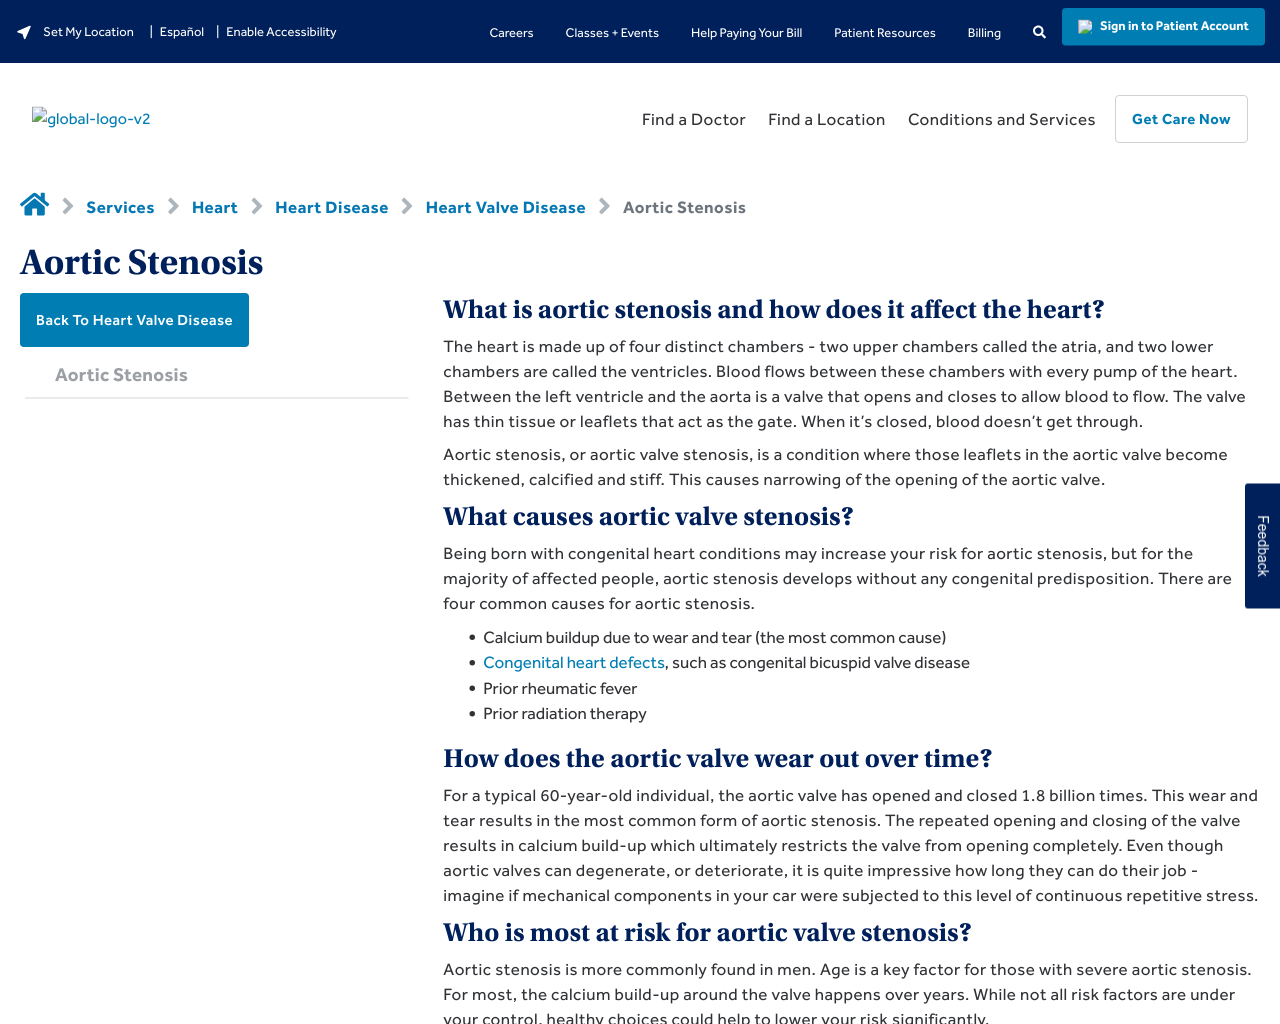 Set My Location | Español | Enable Accessibility Careers Classes + Events Help Paying Your Bill Patient Resources Billing Sign in to Patient Account
global-logo-v2 Find a Doctor Find a Location Conditions and Services Get Care Now
Services Heart Heart Disease Heart Valve Disease Aortic Stenosis
Aortic Stenosis
Back To Heart Valve Disease
Aortic Stenosis
What is aortic stenosis and how does it affect the heart?
The heart is made up of four distinct chambers - two upper chambers called the atria, and two lower
chambers are called the ventricles. Blood flows between these chambers with every pump of the heart.
Between the left ventricle and the aorta is a valve that opens and closes to allow blood to flow. The valve
has thin tissue or leaflets that act as the gate. When it's closed, blood doesn't get through.
Aortic stenosis, or aortic valve stenosis, is a condition where those leaflets in the aortic valve become
thickened, calcified and stiff. This causes narrowing of the opening of the aortic valve.
What causes aortic valve stenosis?
Being born with congenital heart conditions may increase your risk for aortic stenosis, but for the
majority of affected people, aortic stenosis develops without any congenital predisposition. There are
four common causes for aortic stenosis.
• Calcium buildup due to wear and tear (the most common cause)
• Congenital heart defects, such as congenital bicuspid valve disease
• Prior rheumatic fever
• Prior radiation therapy
How does the aortic valve wear out over time?
For a typical 60-year-old individual, the aortic valve has opened and closed 1.8 billion times. This wear and
tear results in the most common form of aortic stenosis. The repeated opening and closing of the valve
results in calcium build-up which ultimately restricts the valve from opening completely. Even though
aortic valves can degenerate, or deteriorate, it is quite impressive how long they can do their job -
imagine if mechanical components in your car were subjected to this level of continuous repetitive stress.
Who is most at risk for aortic valve stenosis?
Aortic stenosis is more commonly found in men. Age is a key factor for those with severe aortic stenosis.
For most, the calcium build-up around the valve happens over years. While not all risk factors are under
your control, healthy choices could help to lower your risk significantly.
Feedback